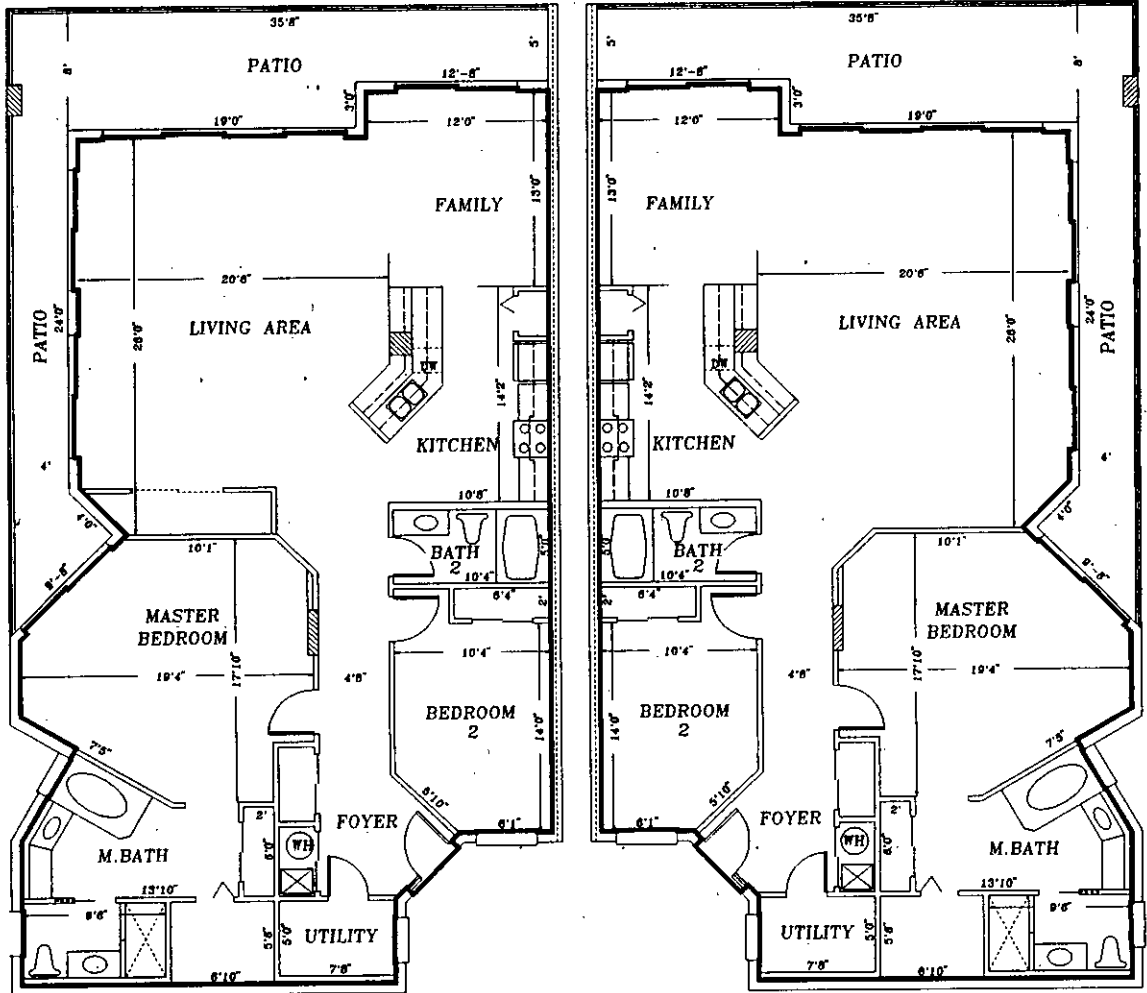 35'8"
5'
8'
PATIO
12'-8"
3'0"
19'0"
12'0"
13'0"
FAMILY
20'6"
LIVING AREA
26'0"
24'0"
PATIO
DW
14'2"
KITCHEN
4'
10'8"
4'0"
BATH
2
5'0"
10'4"
10'1"
9'-8"
6'4"
2'
MASTER
BEDROOM
10'4"
17'10"
19'4"
4'6"
BEDROOM
2
14'0"
7'5"
5'10"
6'1"
FOYER
2'
6'0"
WH
M.BATH
13'10"
9'6"
5'8"
5'0"
UTILITY
7'8"
6'10"
35'8"
5'
8'
PATIO
12'-8"
3'0"
19'0"
12'0"
13'0"
FAMILY
20'6"
LIVING AREA
26'0"
24'0"
PATIO
DW
14'2"
KITCHEN
4'
10'8"
4'0"
BATH
2
5'0"
10'4"
10'1"
9'-8"
6'4"
2'
MASTER
BEDROOM
10'4"
17'10"
19'4"
4'6"
BEDROOM
2
14'0"
7'5"
5'10"
6'1"
FOYER
2'
6'0"
WH
M.BATH
13'10"
9'6"
5'8"
5'0"
UTILITY
7'8"
6'10"